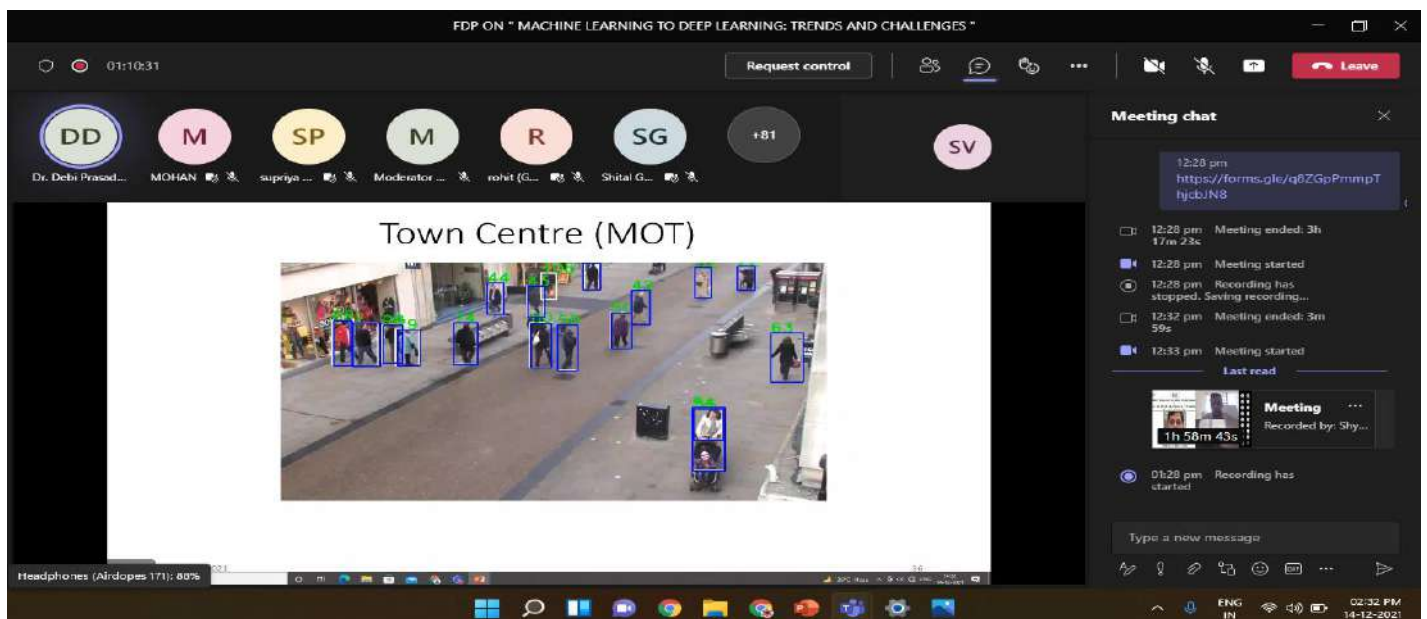 FDP ON " MACHINE LEARNING TO DEEP LEARNING: TRENDS AND CHALLENGES "
01:10:31
Request control
Leave
DD
M
SP
M
R
SG
+81
SV
Dr. Debi Prasad...
MOHAN
supriya ...
Moderator ...
rohit (G...
Shital G...
Town Centre (MOT)
44
42
63
Meeting chat
12:28 pm
https://forms.gle/q8ZGpPmmpT
hjcbJN8
12:28 pm Meeting ended: 3h
17m 23s
12:28 pm Meeting started
12:28 pm Recording has
stopped. Saving recording...
12:32 pm Meeting ended: 3m
59s
12:33 pm Meeting started
Last read
Meeting ...
Recorded by: Shy...
1h 58m 43s
01:28 pm Recording has
started
Type a new message
Headphones (Airdopes 171): 88%
ENG
IN
02:32 PM
14-12-2021